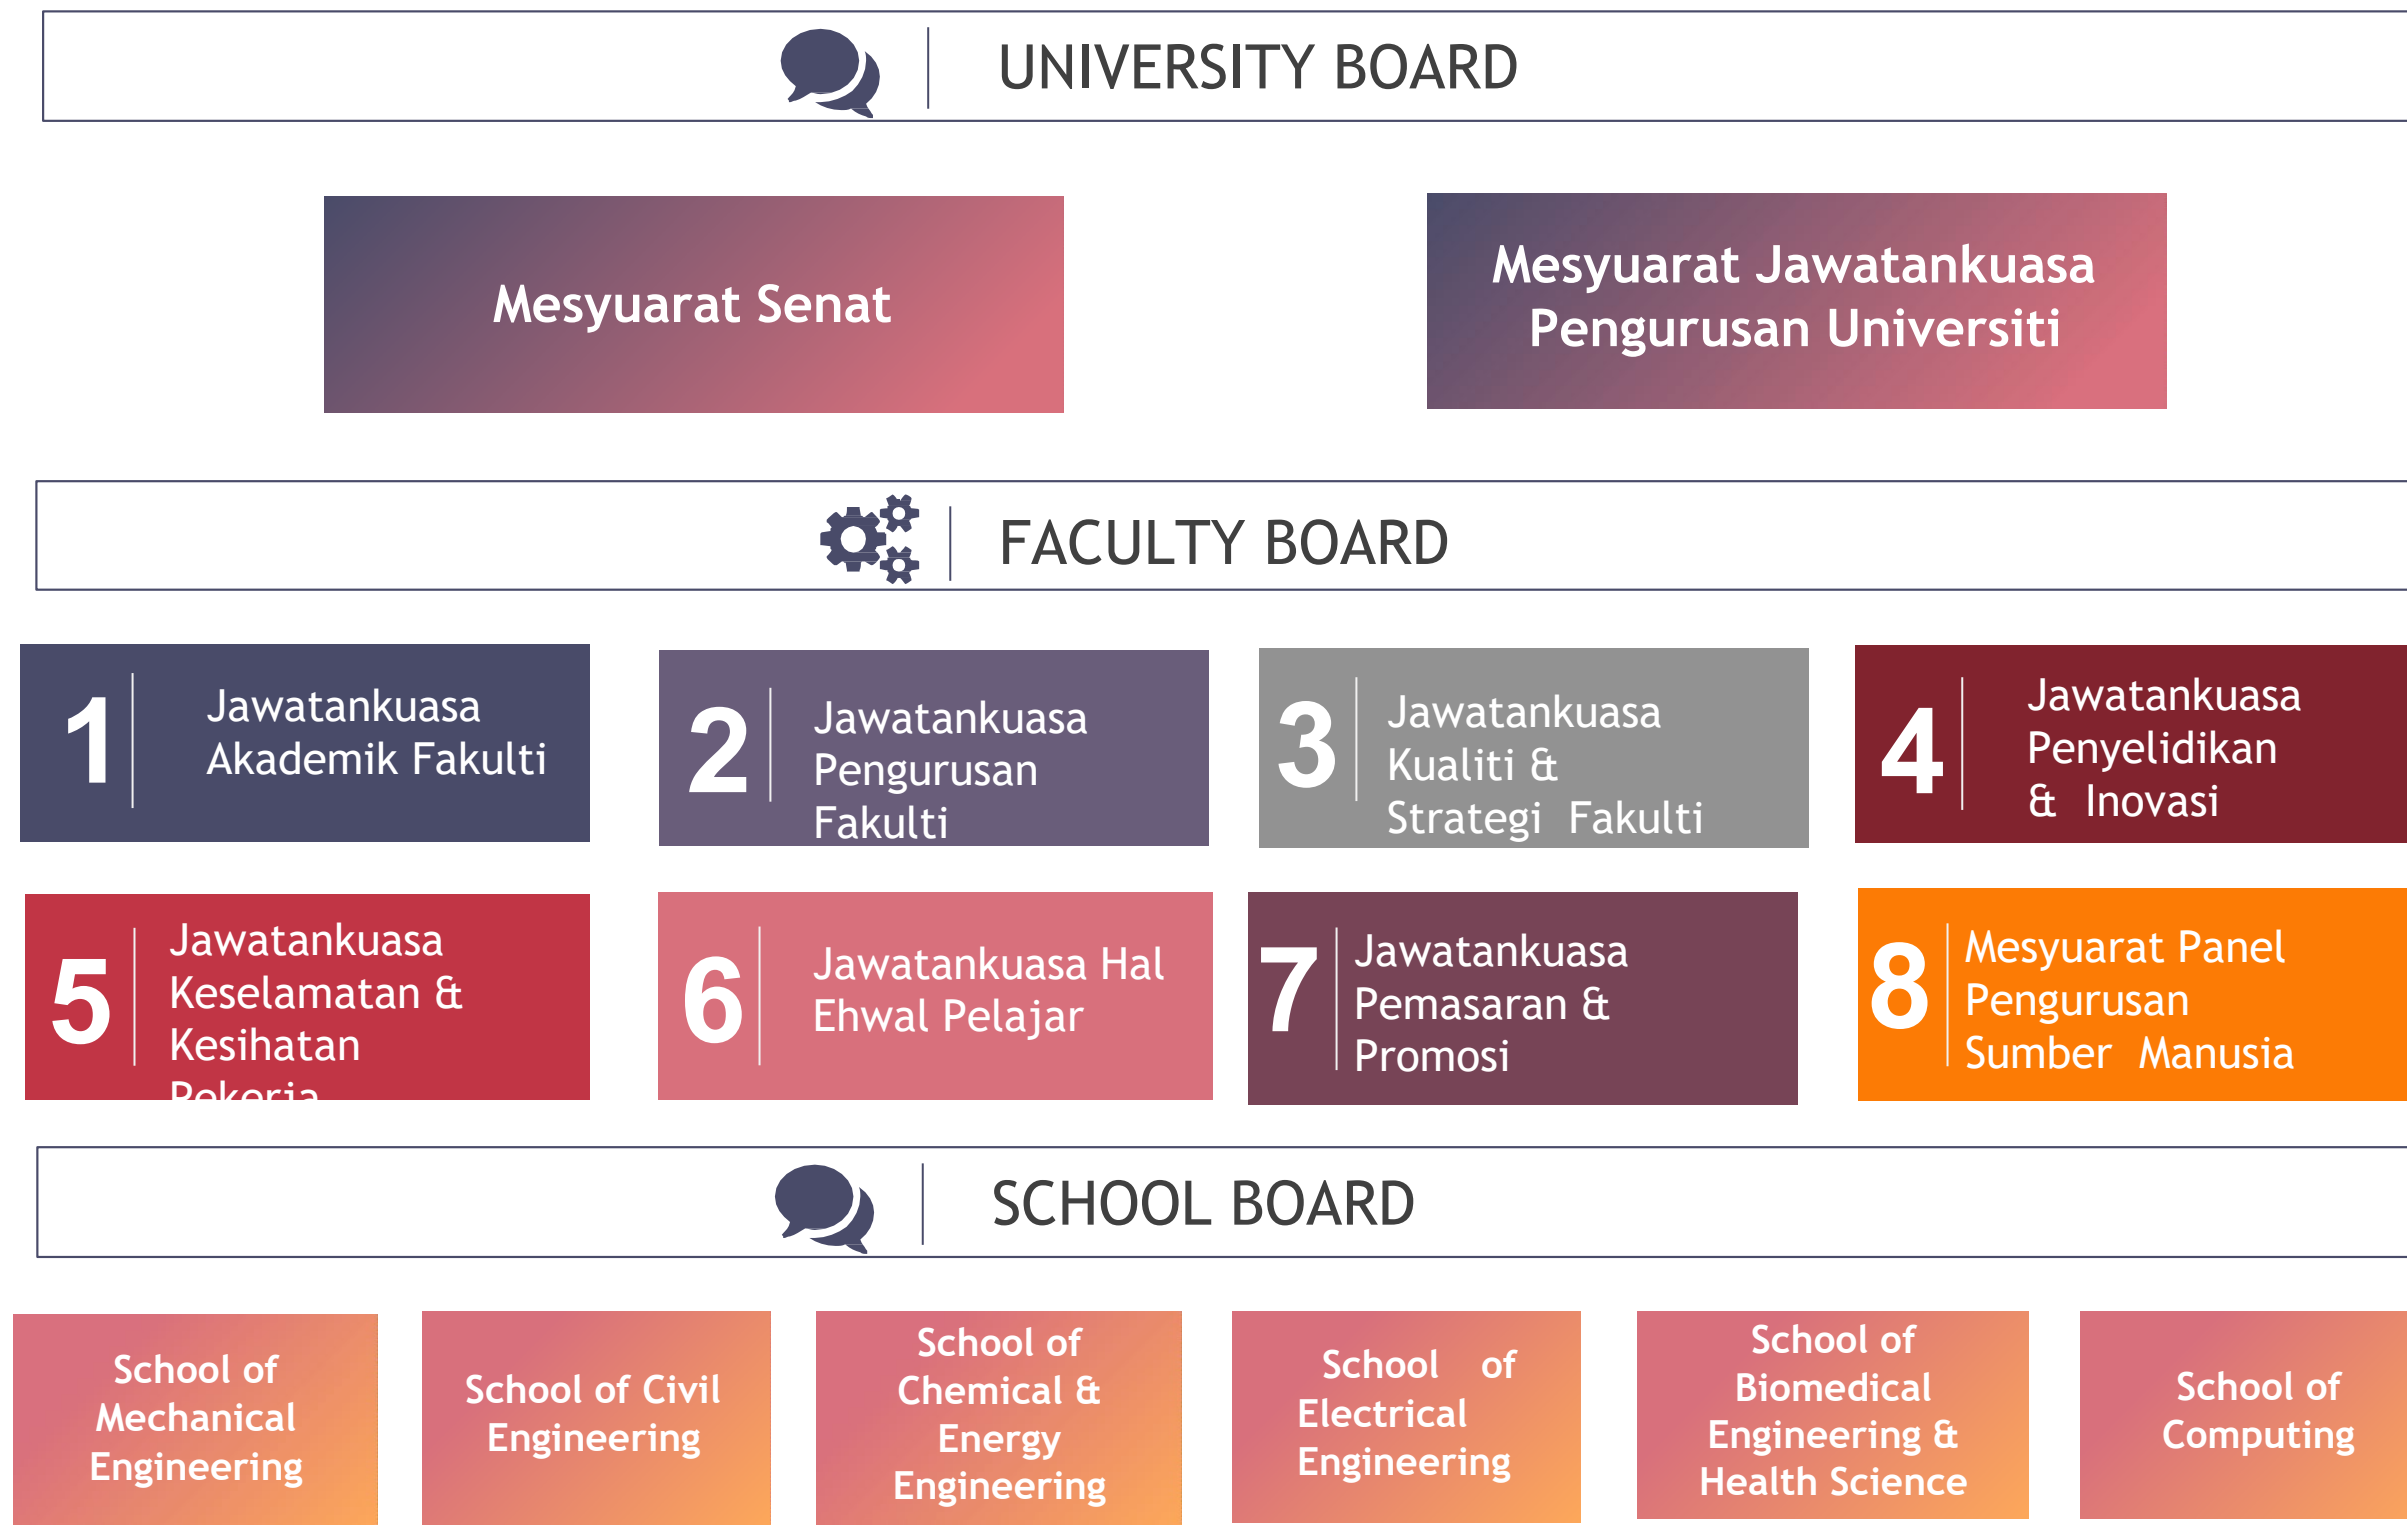 UNIVERSITY BOARD
Mesyuarat Senat
Mesyuarat Jawatankuasa
Pengurusan Universiti
FACULTY BOARD
1
Jawatankuasa
Akademik Fakulti
2
Jawatankuasa
Pengurusan
Fakulti
3
Jawatankuasa
Kualiti &
Strategi Fakulti
4
Jawatankuasa
Penyelidikan
& Inovasi
5
Jawatankuasa
Keselamatan &
Kesihatan
Pekerja
6
Jawatankuasa Hal
Ehwal Pelajar
7
Jawatankuasa
Pemasaran &
Promosi
8
Mesyuarat Panel
Pengurusan
Sumber Manusia
SCHOOL BOARD
School of
Mechanical
Engineering
School of Civil
Engineering
School of
Chemical &
Energy
Engineering
School of
Electrical
Engineering
School of
Biomedical
Engineering &
Health Science
School of
Computing